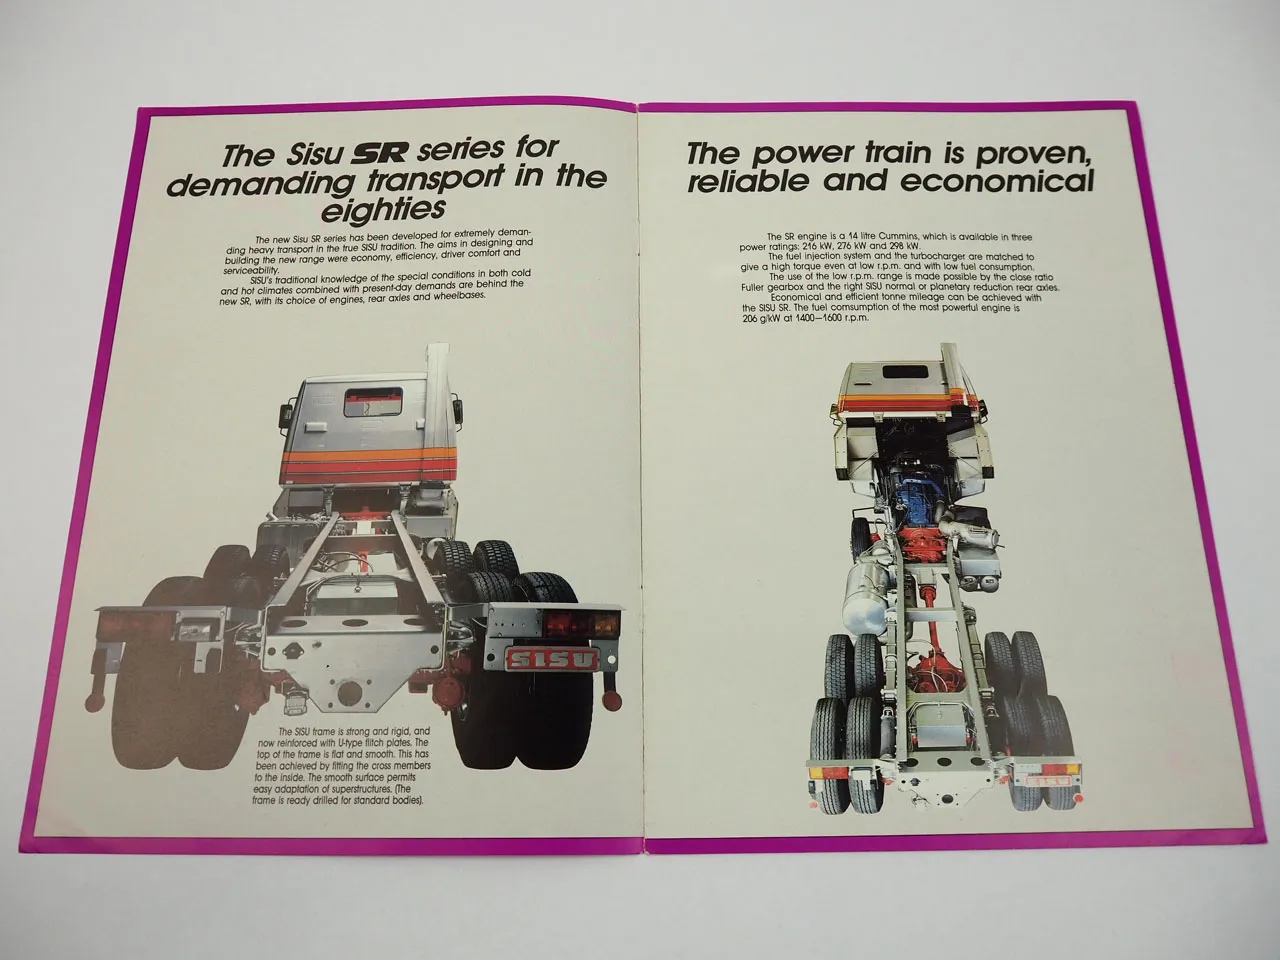 The Sisu SR series for
demanding transport in the
eighties
The new Sisu SR series has been developed for extremely deman-
ding heavy transport in the true SISU tradition. The aims in designing and
building the new range were economy, efficiency, driver comfort and
serviceability.
SISU's traditional knowledge of the special conditions in both cold
and hot climates combined with present-day demands are behind the
new SR, with its choice of engines, rear axles and wheelbases.
SISU
The SISU frame is strong and rigid, and
now reinforced with U-type flitch plates. The
top of the frame is flat and smooth. This has
been achieved by fitting the cross members
to the inside. The smooth surface permits
easy adaptation of superstructures. (The
frame is ready drilled for standard bodies).
The power train is proven,
reliable and economical
The SR engine is a 14 litre Cummins, which is available in three
power ratings: 216 kW, 276 kW and 298 kW.
The fuel injection system and the turbocharger are matched to
give a high torque even at low r.p.m. and with low fuel consumption.
The use of the low r.p.m. range is made possible by the close ratio
Fuller gearbox and the right SISU normal or planetary reduction rear axles.
Economical and efficient tonne mileage can be achieved with
the SISU SR. The fuel comsumption of the most powerful engine is
206 g/kW at 1400—1600 r.p.m.
SISU